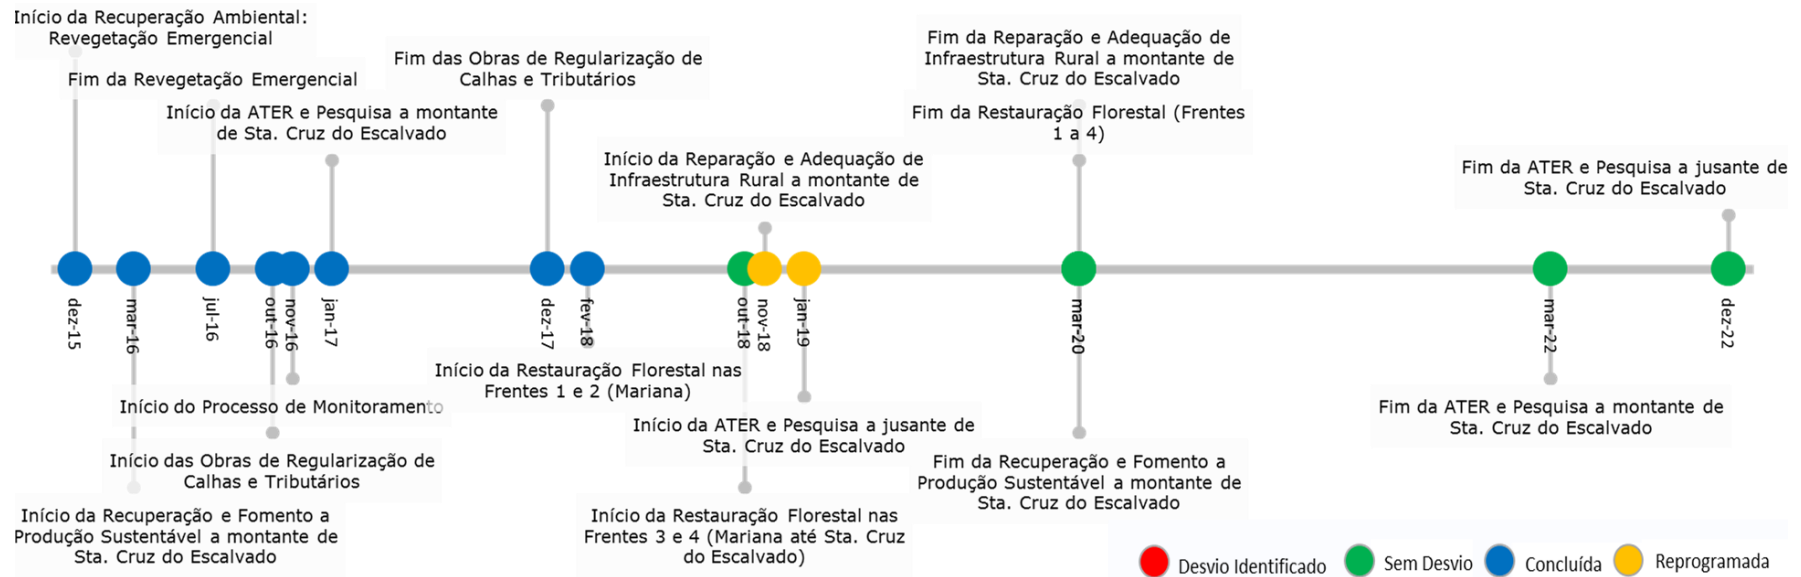 Início da Recuperação Ambiental:
Revegetação Emergencial
Fim da Revegetação Emergencial
Início da ATER e Pesquisa a montante
de Sta. Cruz do Escalvado
Fim das Obras de Regularização de
Calhas e Tributários
Início da Reparação e Adequação de
Infraestrutura Rural a montante de
Sta. Cruz do Escalvado
Fim da Reparação e Adequação de
Infraestrutura Rural a montante de
Sta. Cruz do Escalvado
Fim da Restauração Florestal (Frentes
1 a 4)
Fim da ATER e Pesquisa a jusante de
Sta. Cruz do Escalvado
dez-15
mar-16
jul-16
out-16
nov-16
jan-17
dez-17
fev-18
out-18
nov-18
jan-19
mar-20
mar-22
dez-22
Início do Processo de Monitoramento
Início das Obras de Regularização de
Calhas e Tributários
Início da Recuperação e Fomento a
Produção Sustentável a montante de
Sta. Cruz do Escalvado
Início da Restauração Florestal nas
Frentes 1 e 2 (Mariana)
Início da ATER e Pesquisa a jusante de
Sta. Cruz do Escalvado
Início da Restauração Florestal nas
Frentes 3 e 4 (Mariana até Sta. Cruz
do Escalvado)
Fim da Recuperação e Fomento a
Produção Sustentável a montante de
Sta. Cruz do Escalvado
Fim da ATER e Pesquisa a montante de
Sta. Cruz do Escalvado
Desvio Identificado
Sem Desvio
Concluída
Reprogramada